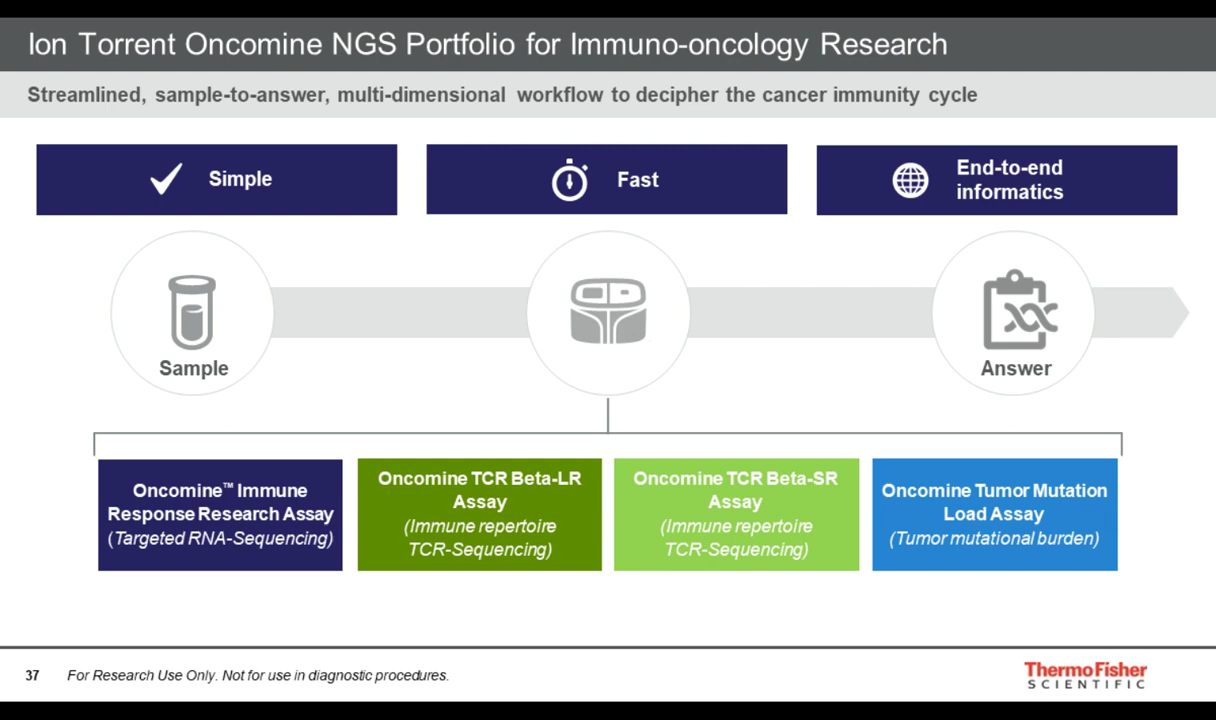 Ion Torrent Oncomine NGS Portfolio for Immuno-oncology Research
Streamlined, sample-to-answer, multi-dimensional workflow to decipher the cancer immunity cycle
Simple
Fast
End-to-end
informatics
Sample
Answer
Oncomine™ Immune
Response Research Assay
(Targeted RNA-Sequencing)
Oncomine TCR Beta-LR
Assay
(Immune repertoire
TCR-Sequencing)
Oncomine TCR Beta-SR
Assay
(Immune repertoire
TCR-Sequencing)
Oncomine Tumor Mutation
Load Assay
(Tumor mutational burden)
37 For Research Use Only. Not for use in diagnostic procedures.
ThermoFisher
SCIENTIFIC